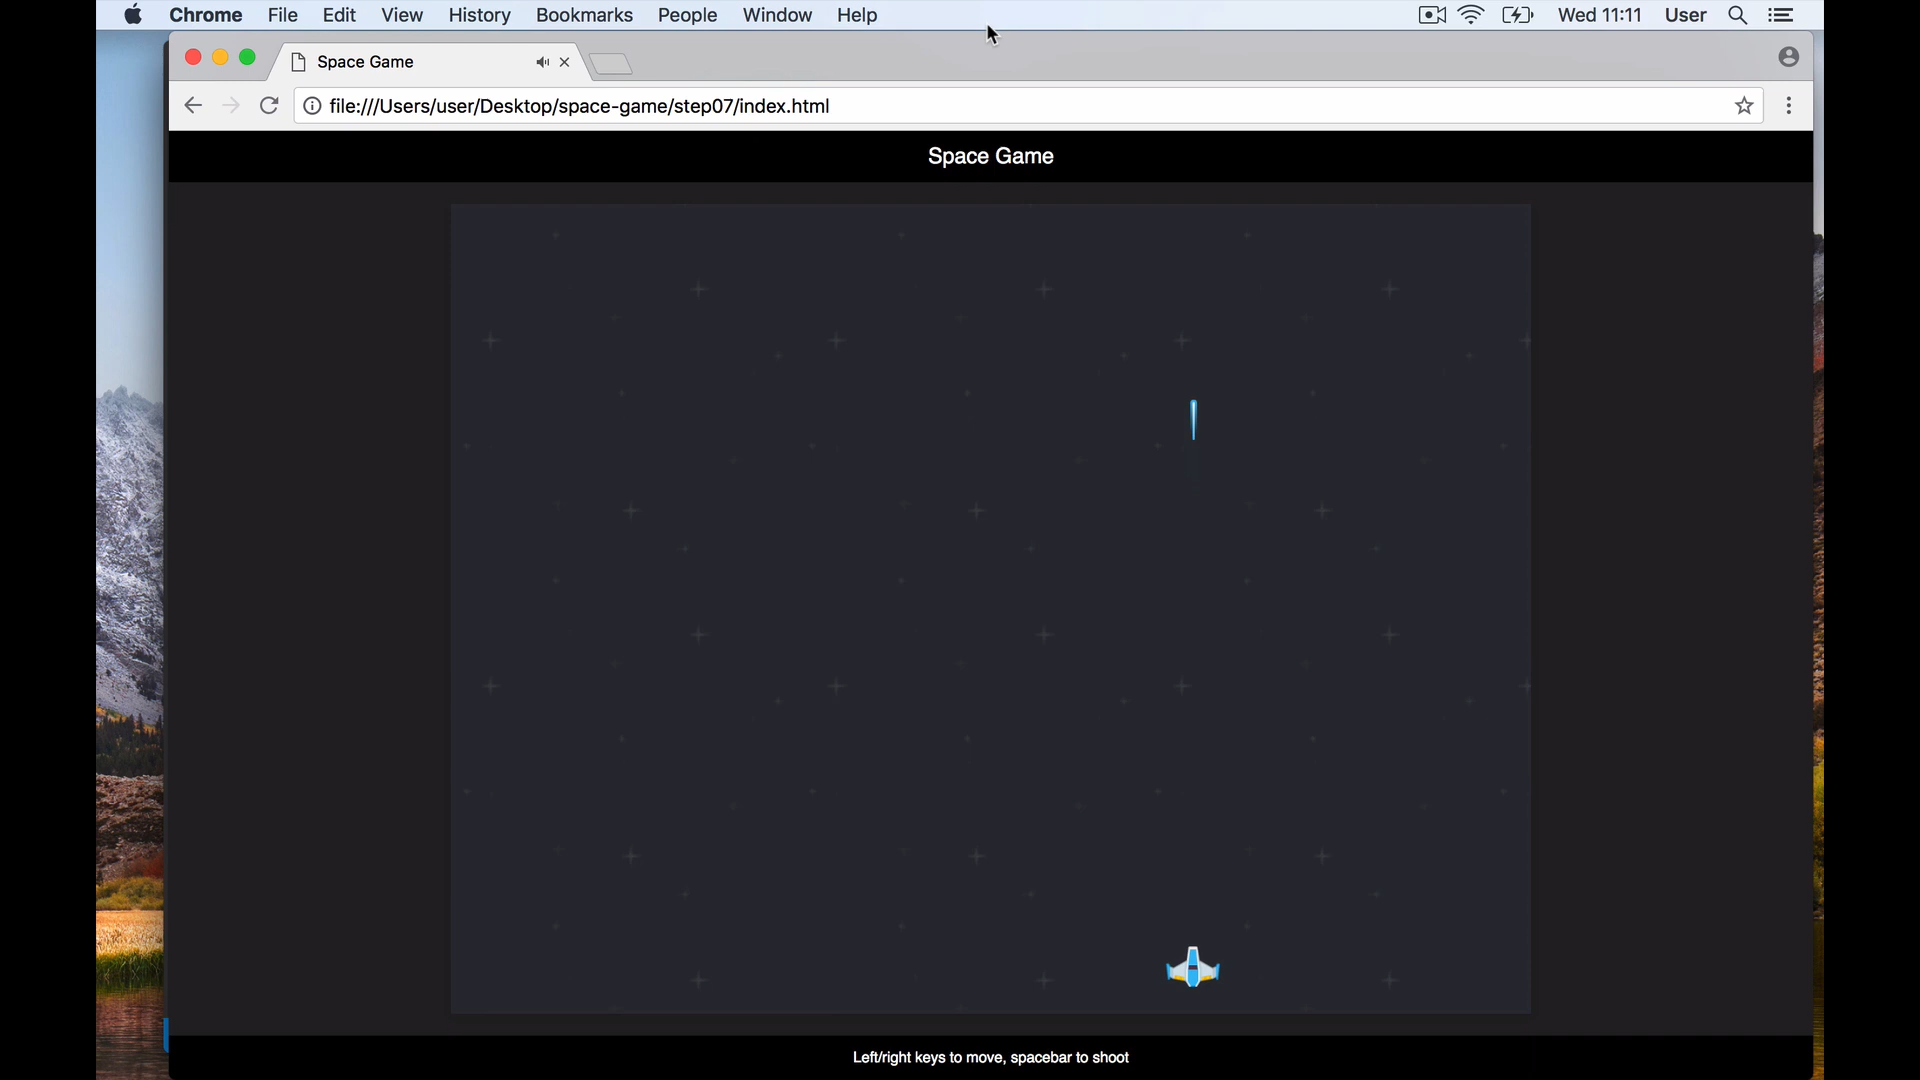 Chrome File Edit View History Bookmarks People Window Help Wed 11:11 User
Space Game
file:///Users/user/Desktop/space-game/step07/index.html
Space Game
Left/right keys to move, spacebar to shoot